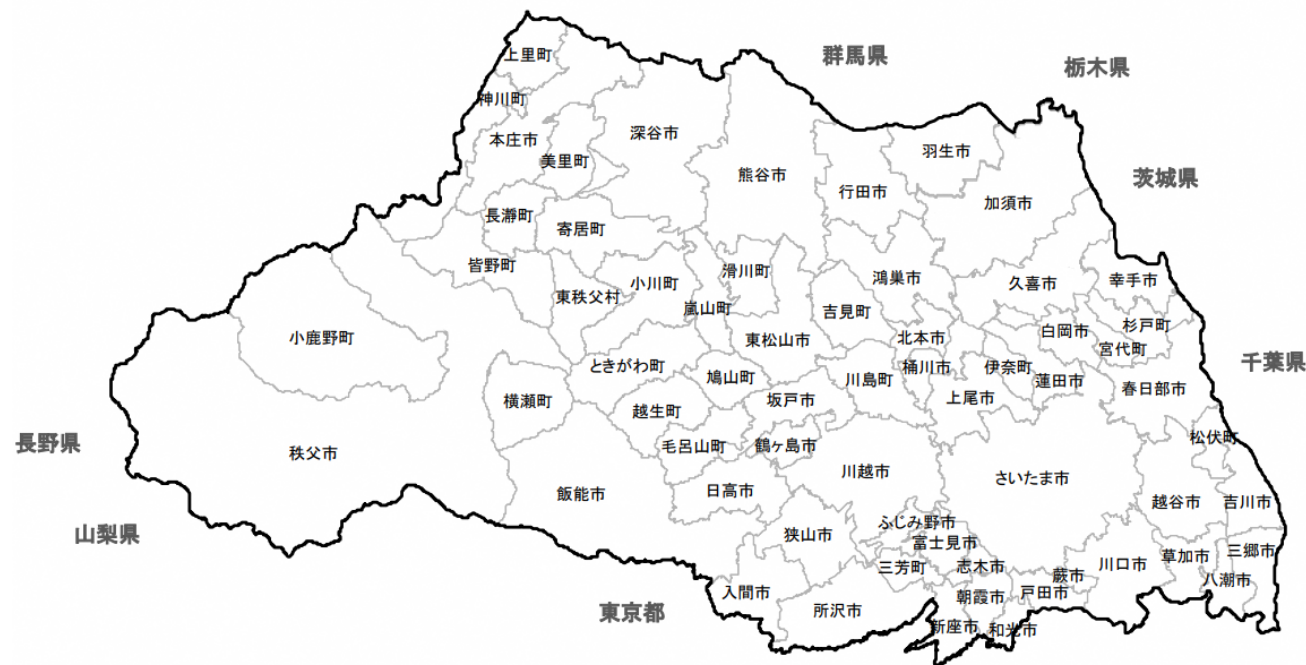 群馬県
栃木県
上里町
神川町
本庄市
深谷市
美里町
熊谷市
羽生市
行田市
加須市
茨城県
長瀞町
寄居町
皆野町
東秩父村
小川町
嵐山町
滑川町
吉見町
鴻巣市
久喜市
幸手市
小鹿野町
東松山市
北本市
白岡市
杉戸町
宮代町
ときがわ町
鳩山町
川島町
桶川市
伊奈町
蓮田市
千葉県
横瀬町
越生町
坂戸市
上尾市
春日部市
長野県
秩父市
毛呂山町
鶴ヶ島市
川越市
さいたま市
松伏町
飯能市
日高市
越谷市
吉川市
山梨県
狭山市
ふじみ野市
富士見市
三芳町
志木市
川口市
草加市
三郷市
八潮市
蕨市
入間市
所沢市
朝霞市
戸田市
東京都
新座市
和光市